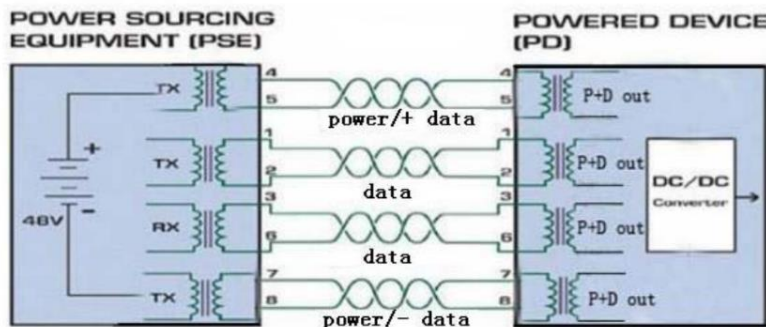 POWER SOURCING
EQUIPMENT (PSE)
POWERED DEVICE
(PD)
TX
4
5
4
5
P+D out
power/+ data
+
TX
1
2
1
2
P+D out
data
DC/DC
Converter
-
48V
RX
3
6
3
6
P+D out
data
TX
7
8
7
8
P+D out
power/- data